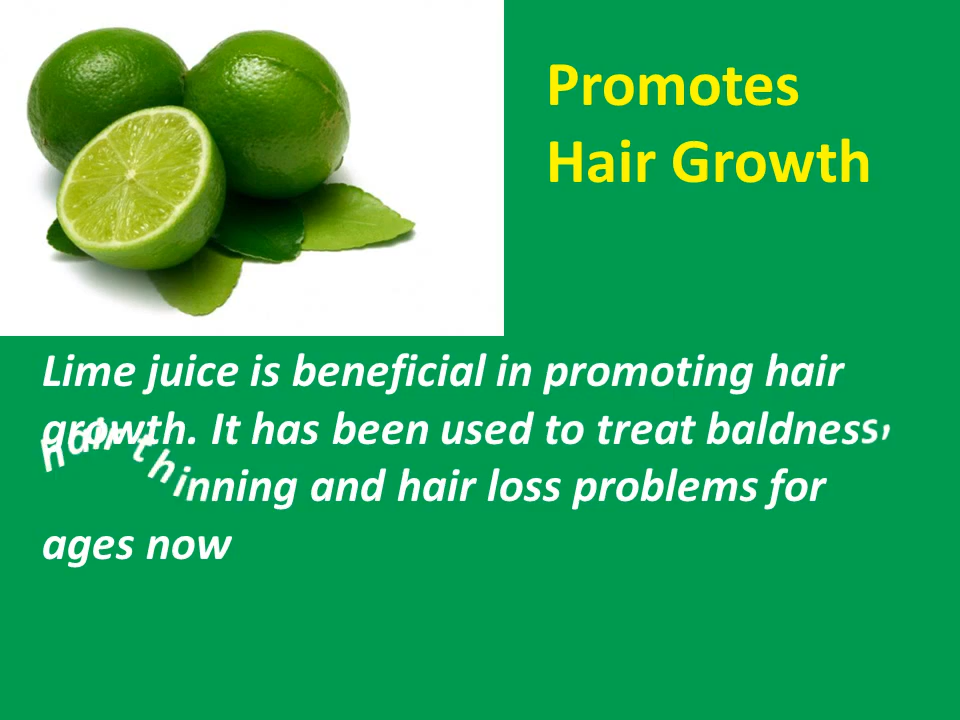 Promotes
Hair Growth
Lime juice is beneficial in promoting hair
growth. It has been used to treat baldness,
hair thinning and hair loss problems for
ages now